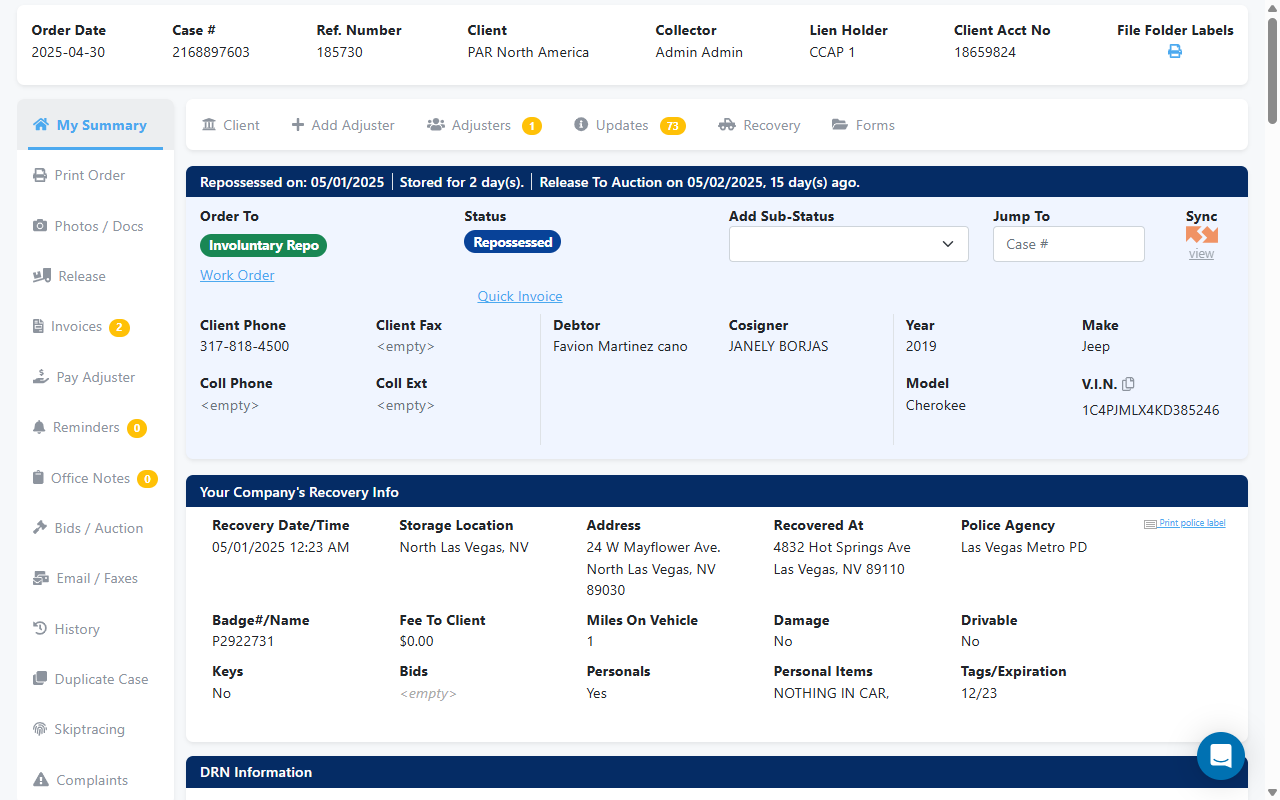 Order Date Case # Ref. Number Client Collector Lien Holder Client Acct No File Folder Labels
2025-04-30 2168897603 185730 PAR North America Admin Admin CCAP 1 18659824
My Summary
Print Order
Photos / Docs
Release
Invoices 2
Pay Adjuster
Reminders 0
Office Notes 0
Bids / Auction
Email / Faxes
History
Duplicate Case
Skiptracing
Complaints
Client Add Adjuster Adjusters 1 Updates 73 Recovery Forms
Repossessed on: 05/01/2025 Stored for 2 day(s). Release To Auction on 05/02/2025, 15 day(s) ago.
Order To Status Add Sub-Status Jump To Sync
Involuntary Repo Repossessed Case #
view
Work Order
Quick Invoice
Client Phone Client Fax Debtor Cosigner Year Make
317-818-4500 <empty> Favion Martinez cano JANELY BORJAS 2019 Jeep
Coll Phone Coll Ext Model V.I.N.
<empty> <empty> Cherokee 1C4PJMLX4KD385246
Your Company's Recovery Info
Recovery Date/Time Storage Location Address Recovered At Police Agency Print police label
05/01/2025 12:23 AM North Las Vegas, NV 24 W Mayflower Ave. 4832 Hot Springs Ave Las Vegas Metro PD
North Las Vegas, NV Las Vegas, NV 89110
89030
Badge#/Name Fee To Client Miles On Vehicle Damage Drivable
P2922731 $0.00 1 No No
Keys Bids Personals Personal Items Tags/Expiration
No <empty> Yes NOTHING IN CAR, 12/23
DRN Information